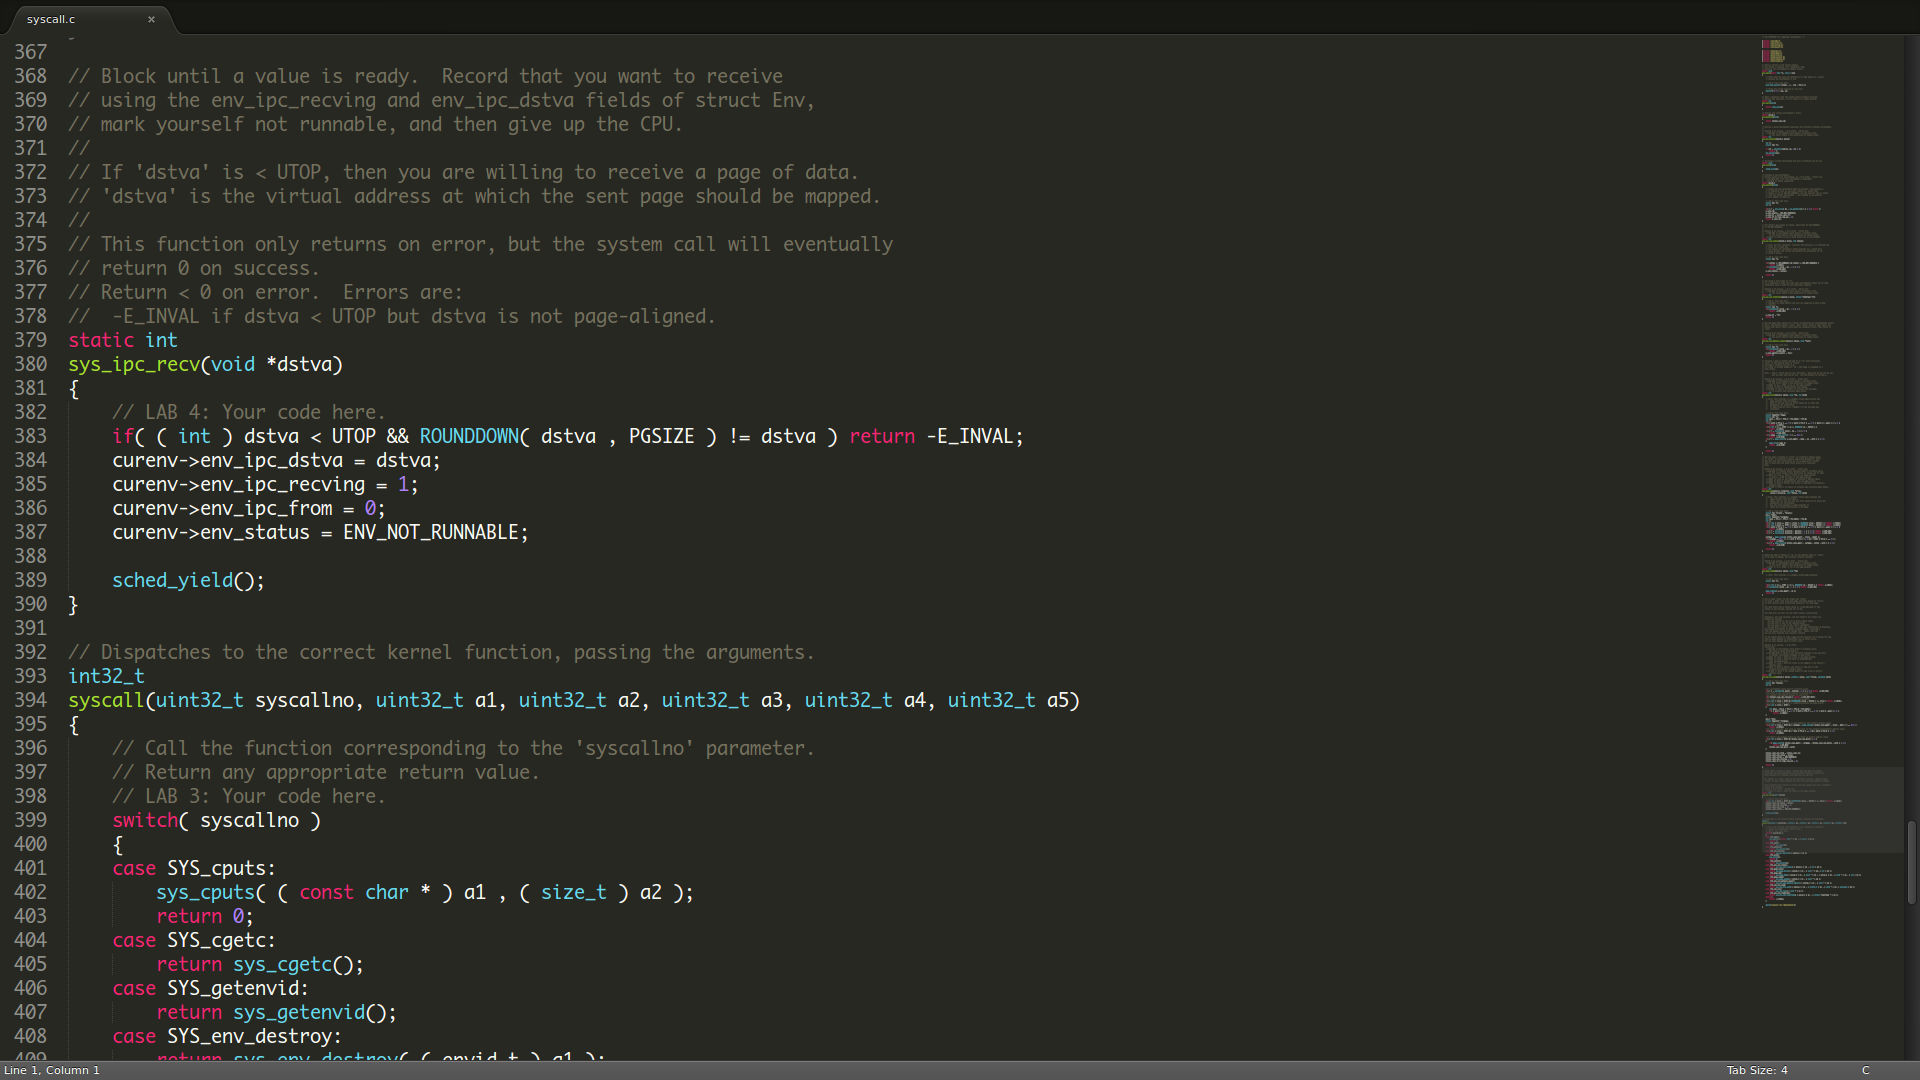 syscall.c ×
367
368 // Block until a value is ready.  Record that you want to receive
369 // using the env_ipc_recving and env_ipc_dstva fields of struct Env,
370 // mark yourself not runnable, and then give up the CPU.
371 //
372 // If 'dstva' is < UTOP, then you are willing to receive a page of data.
373 // 'dstva' is the virtual address at which the sent page should be mapped.
374 //
375 // This function only returns on error, but the system call will eventually
376 // return 0 on success.
377 // Return < 0 on error.  Errors are:
378 //  -E_INVAL if dstva < UTOP but dstva is not page-aligned.
379 static int
380 sys_ipc_recv(void *dstva)
381 {
382     // LAB 4: Your code here.
383     if( ( int ) dstva < UTOP && ROUNDDOWN( dstva , PGSIZE ) != dstva ) return -E_INVAL;
384     curenv->env_ipc_dstva = dstva;
385     curenv->env_ipc_recving = 1;
386     curenv->env_ipc_from = 0;
387     curenv->env_status = ENV_NOT_RUNNABLE;
388
389     sched_yield();
390 }
391
392 // Dispatches to the correct kernel function, passing the arguments.
393 int32_t
394 syscall(uint32_t syscallno, uint32_t a1, uint32_t a2, uint32_t a3, uint32_t a4, uint32_t a5)
395 {
396     // Call the function corresponding to the 'syscallno' parameter.
397     // Return any appropriate return value.
398     // LAB 3: Your code here.
399     switch( syscallno )
400     {
401     case SYS_cputs:
402         sys_cputs( ( const char * ) a1 , ( size_t ) a2 );
403         return 0;
404     case SYS_cgetc:
405         return sys_cgetc();
406     case SYS_getenvid:
407         return sys_getenvid();
408     case SYS_env_destroy:
409         return sys_env_destroy( ( envid_t ) a1 );
Line 1, Column 1 Tab Size: 4 C